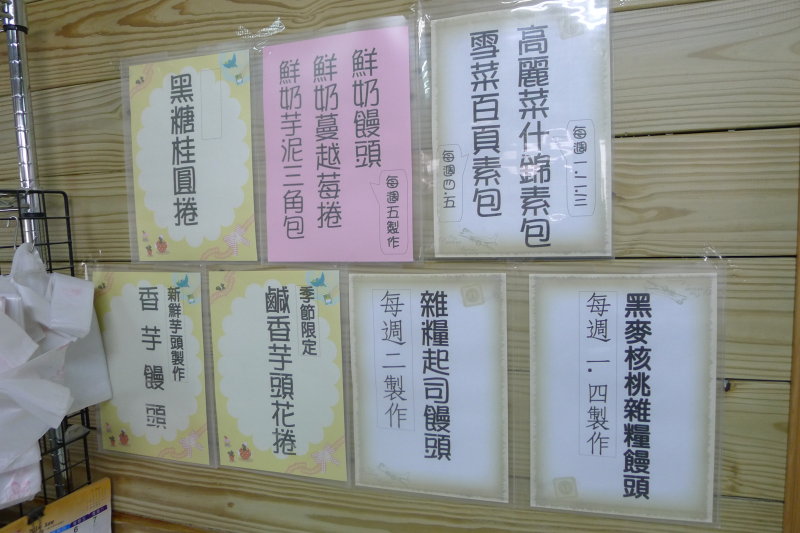 高麗菜什錦素包
每週一.二.三
雪菜百頁素包
每週四.五
鮮奶饅頭
鮮奶蔓越莓捲
鮮奶芋泥三角包
每週五製作
黑糖桂圓捲
黑麥核桃雜糧饅頭
每週一.四製作
雜糧起司饅頭
每週二製作
季節限定
鹹香芋頭花捲
新鮮芋頭製作
香芋饅頭